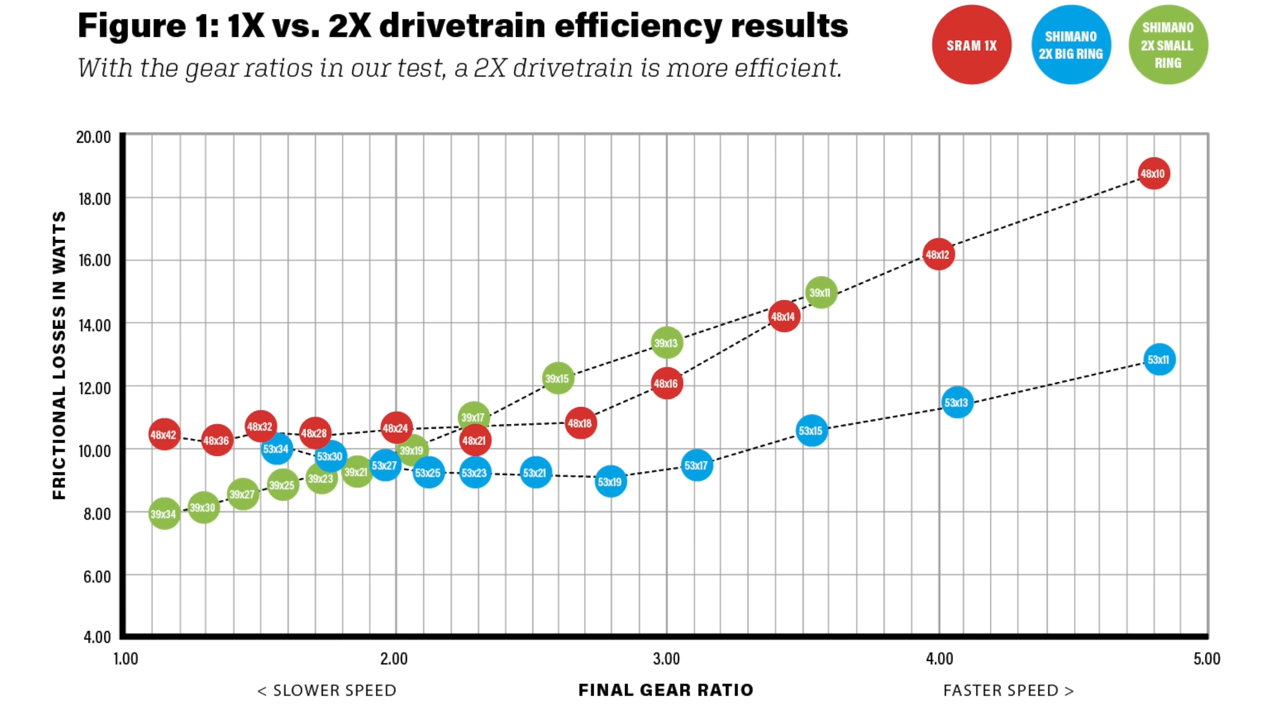 Figure 1: 1X vs. 2X drivetrain efficiency results
With the gear ratios in our test, a 2X drivetrain is more efficient.
SRAM 1X
SHIMANO
2X BIG RING
SHIMANO
2X SMALL
RING
FRICTIONAL LOSSES IN WATTS
20.00
18.00
16.00
14.00
12.00
10.00
8.00
6.00
4.00
48x10
48x12
39x11
48x14
39x13
53x11
39x15
48x16
53x13
39x17
48x18
48x32
48x24
53x15
48x42
48x28
48x36
48x21
53x34
39x19
53x30
53x27
53x17
39x21
53x25
53x23
53x21
39x23
53x19
39x25
39x27
39x30
39x34
1.00
2.00
3.00
4.00
5.00
< SLOWER SPEED
FINAL GEAR RATIO
FASTER SPEED >